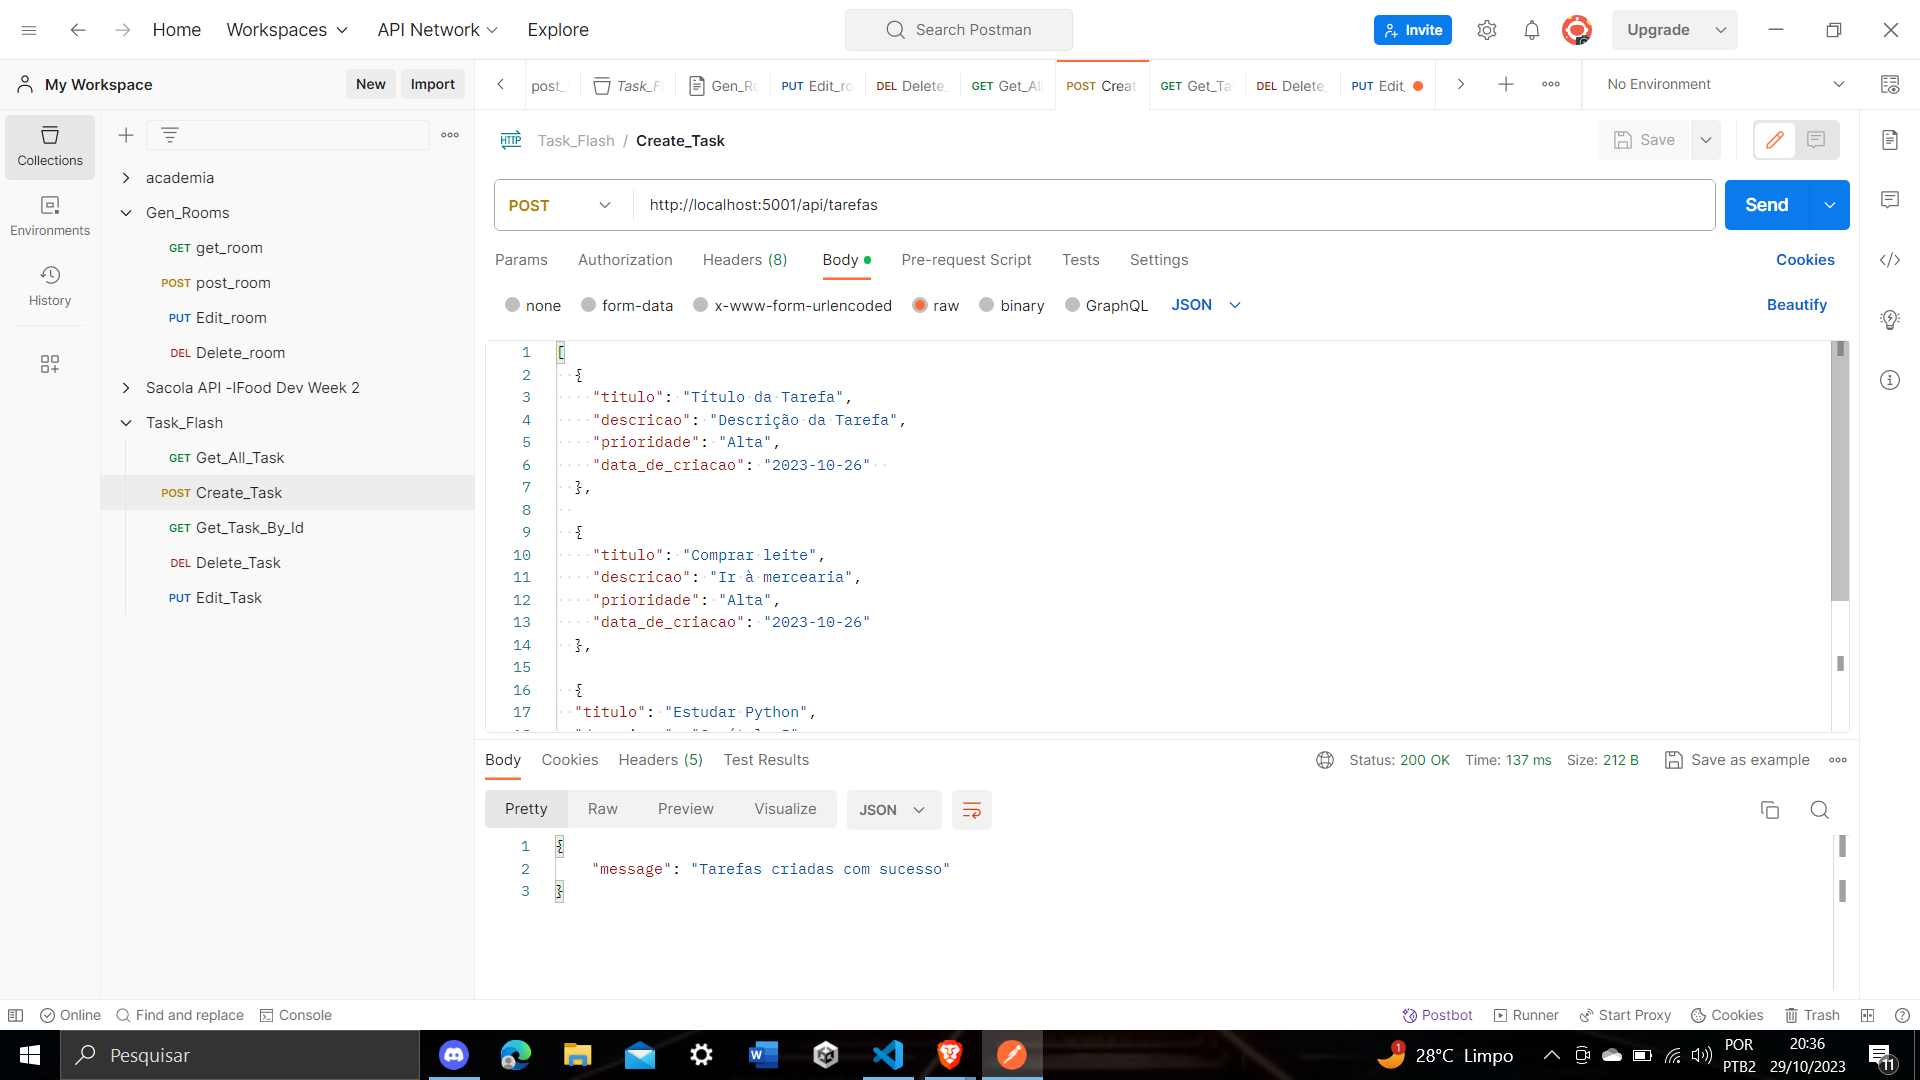 Home Workspaces API Network Explore Search Postman Invite Upgrade
My Workspace New Import post_ Task_F Gen_R PUT Edit_ro DEL Delete_ GET Get_Al POST Creat GET Get_Ta DEL Delete_ PUT Edit_ No Environment
Collections
Environments
History
academia
Gen_Rooms
GET get_room
POST post_room
PUT Edit_room
DEL Delete_room
Sacola API -IFood Dev Week 2
Task_Flash
GET Get_All_Task
POST Create_Task
GET Get_Task_By_Id
DEL Delete_Task
PUT Edit_Task
HTTP Task_Flash / Create_Task Save
POST http://localhost:5001/api/tarefas Send
Params Authorization Headers (8) Body Pre-request Script Tests Settings Cookies
none form-data x-www-form-urlencoded raw binary GraphQL JSON Beautify
1 [
2 {
3 "titulo": "Título da Tarefa",
4 "descricao": "Descrição da Tarefa",
5 "prioridade": "Alta",
6 "data_de_criacao": "2023-10-26"
7 },
8
9 {
10 "titulo": "Comprar leite",
11 "descricao": "Ir à mercearia",
12 "prioridade": "Alta",
13 "data_de_criacao": "2023-10-26"
14 },
15
16 {
17 "titulo": "Estudar Python",
Body Cookies Headers (5) Test Results Status: 200 OK Time: 137 ms Size: 212 B Save as example
Pretty Raw Preview Visualize JSON
1 {
2 "message": "Tarefas criadas com sucesso"
3 }
Online Find and replace Console Postbot Runner Start Proxy Cookies Trash
Pesquisar 1 28°C Limpo POR PTB2 20:36 29/10/2023 11